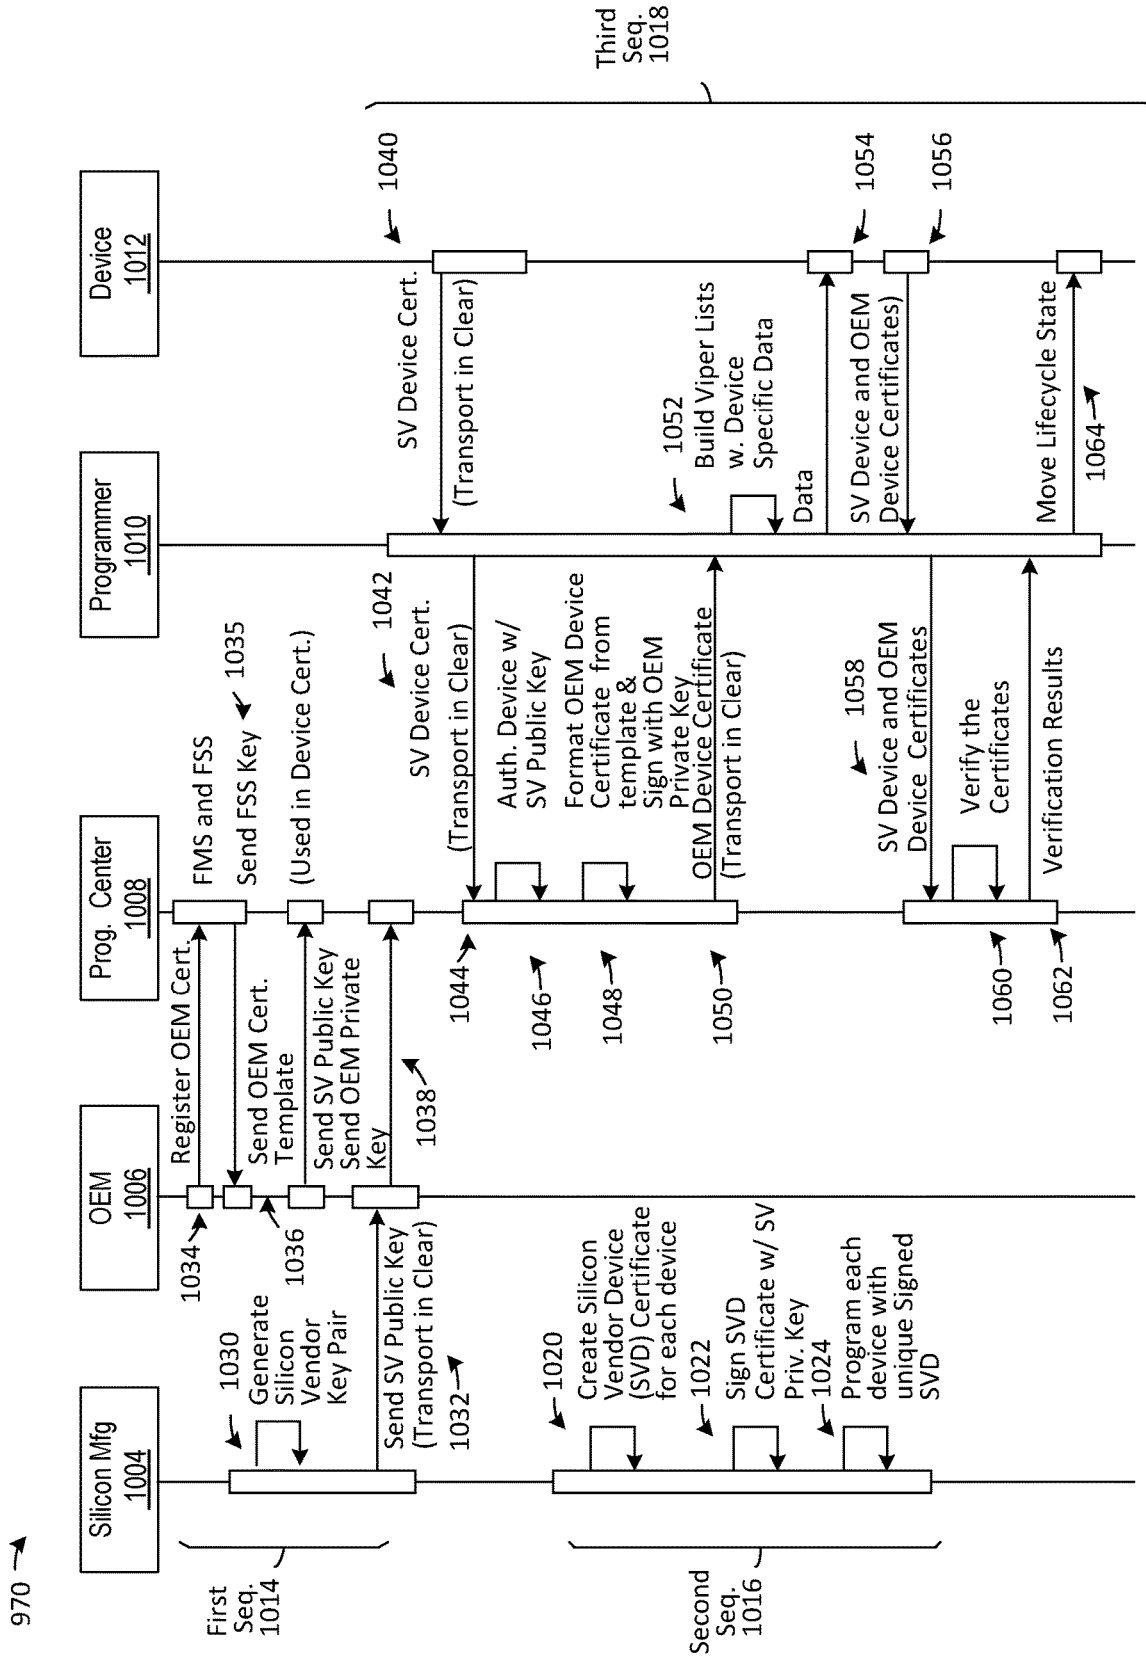 970
Silicon Mfg
1004
OEM
1006
Prog. Center
1008
Programmer
1010
Device
1012
First
Seq.
1014
1030
Generate
Silicon
Vendor
Key Pair
Send SV Public Key
(Transport in Clear)
1032
1034
Register OEM Cert.
FMS and FSS
Send FSS Key
1035
1036
Send OEM Cert.
Template
(Used in Device Cert.)
Send SV Public Key
Send OEM Private
Key
1038
Second
Seq.
1016
1020
Create Silicon
Vendor Device
(SVD) Certificate
for each device
1022
Sign SVD
Certificate w/ SV
Priv. Key
1024
Program each
device with
unique Signed
SVD
Third
Seq.
1018
1040
SV Device Cert.
(Transport in Clear)
1042
SV Device Cert.
(Transport in Clear)
1044
Auth. Device w/
SV Public Key
1046
Format OEM Device
Certificate from
template &
Sign with OEM
Private Key
1048
OEM Device Certificate
(Transport in Clear)
1050
1052
Build Viper Lists
w. Device
Specific Data
Data
1054
SV Device and OEM
Device Certificates)
1056
1058
SV Device and OEM
Device Certificates
Verify the
Certificates
1060
Verification Results
1062
Move Lifecycle State
1064